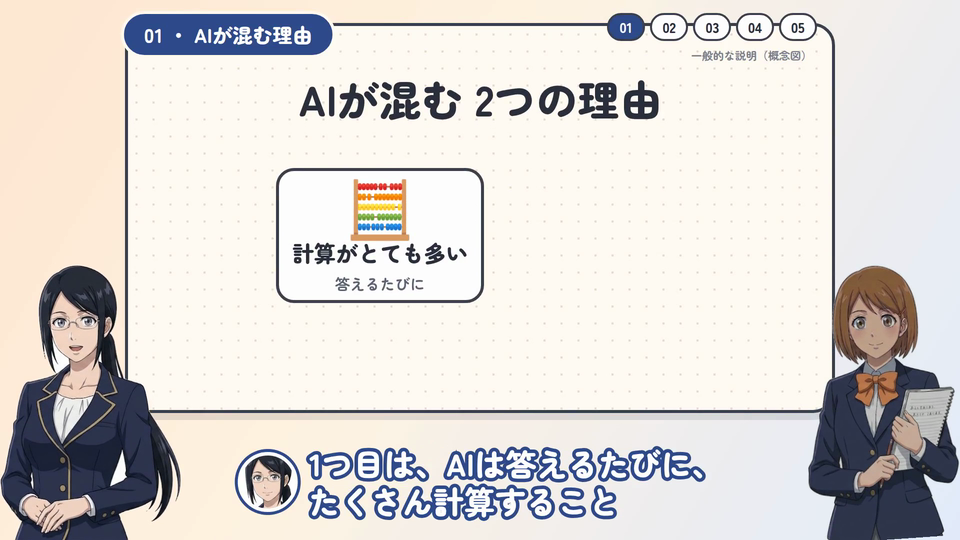 01 ・ AIが混む理由
01 02 03 04 05
一般的な説明（概念図）
AIが混む 2つの理由
計算がとても多い
答えるたびに
1つ目は、AIは答えるたびに、
たくさん計算すること